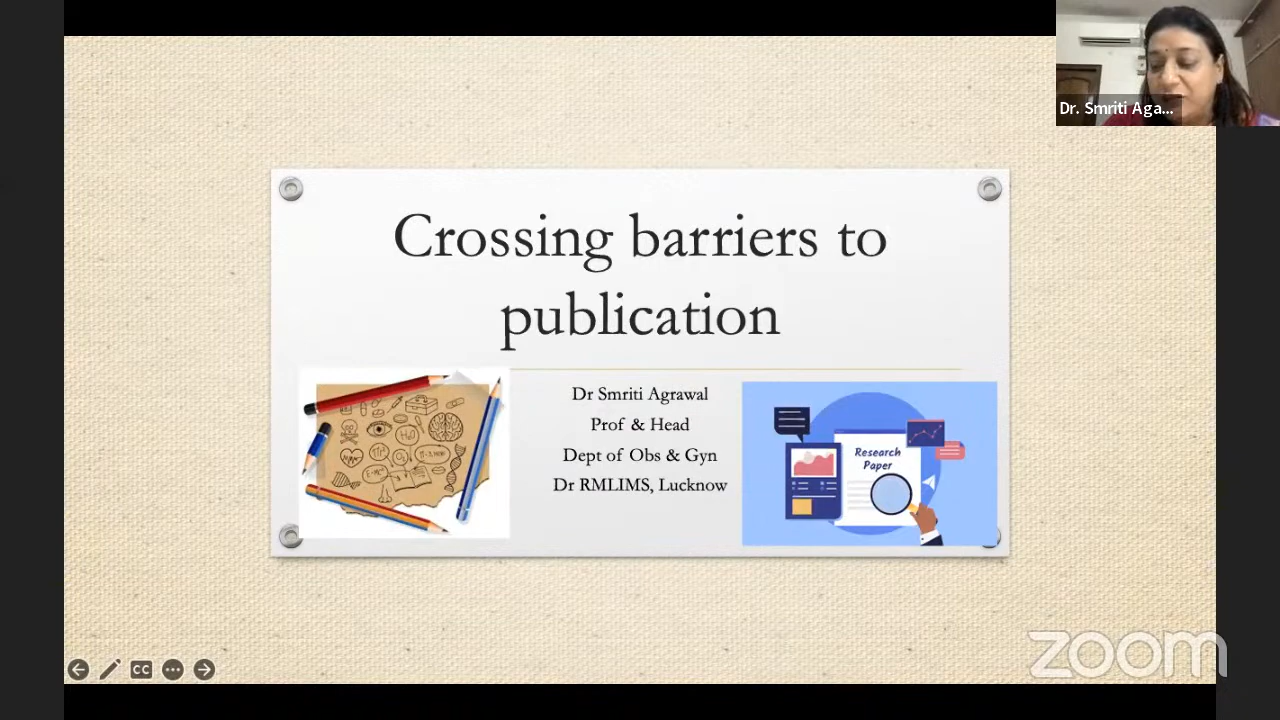 Dr. Smriti Aga...
Crossing barriers to
publication
Dr Smriti Agrawal
Prof & Head
Dept of Obs & Gyn
Dr RMLIMS, Lucknow
Research
Paper
H₂O
CC
zoom